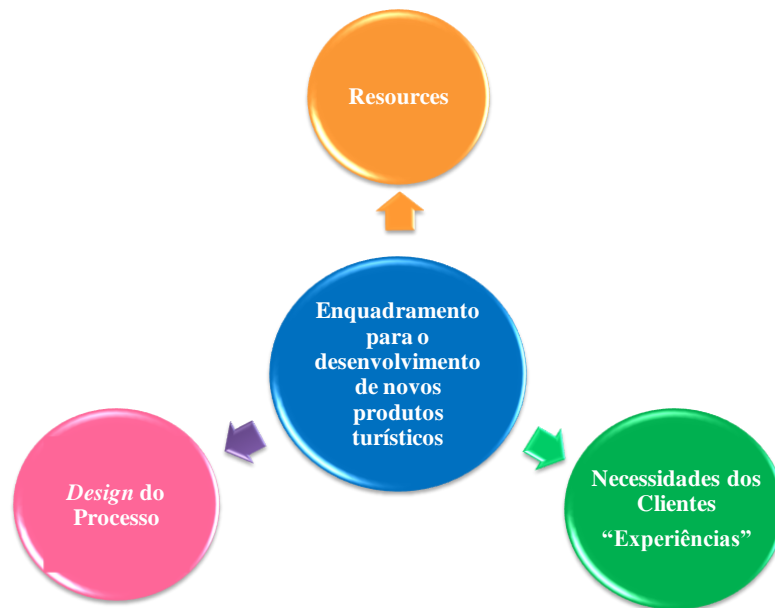 Resources
Enquadramento
para o
desenvolvimento
de novos
produtos
turísticos
Design do
Processo
Necessidades dos
Clientes
“Experiências”